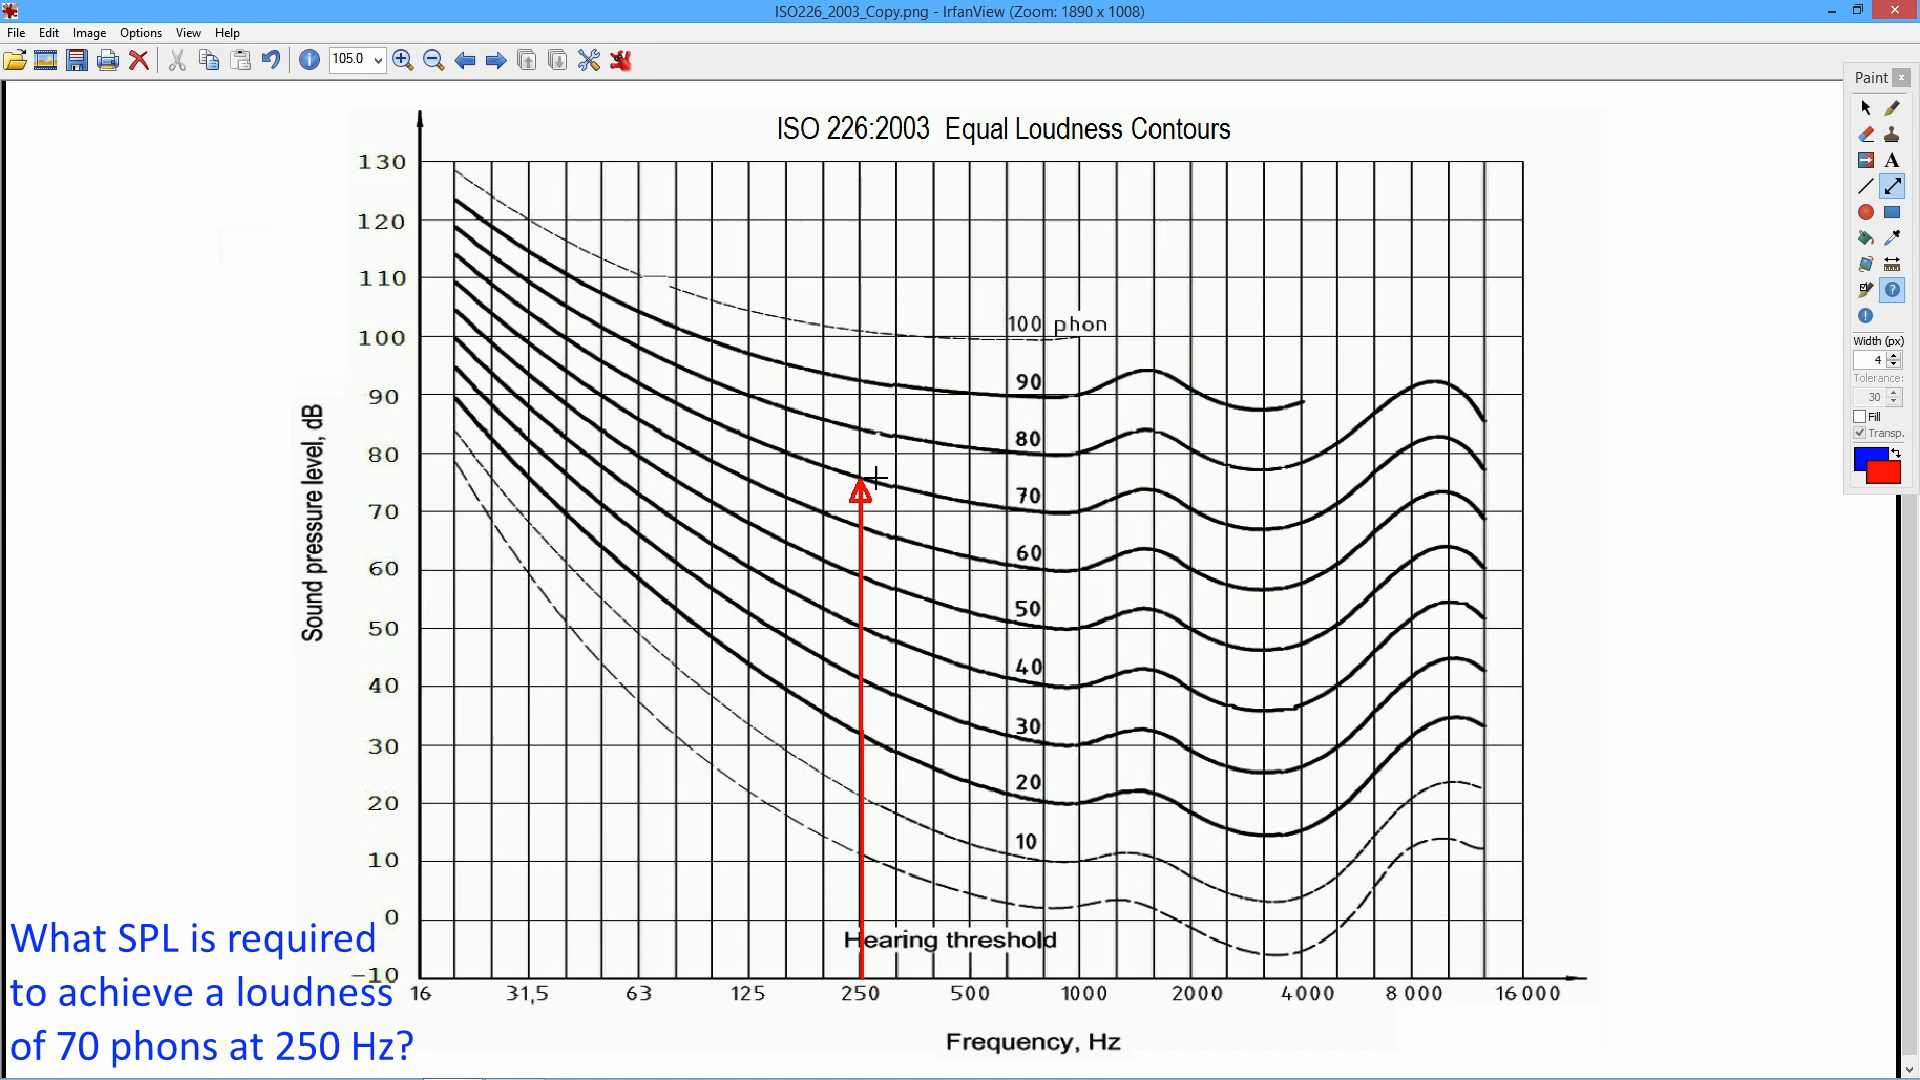 ISO226_2003_Copy.png - IrfanView (Zoom: 1890 x 1008)
File Edit Image Options View Help
105.0
Paint
A
Width (px)
4
Tolerance:
30
Fill
Transp.
ISO 226:2003 Equal Loudness Contours
130
120
110
100
90
80
70
60
50
40
30
20
10
0
-10
Sound pressure level, dB
100 phon
90
80
70
60
50
40
30
20
10
Hearing threshold
16 31,5 63 125 250 500 1000 2000 4000 8 000 16 000
Frequency, Hz
What SPL is required
to achieve a loudness
of 70 phons at 250 Hz?